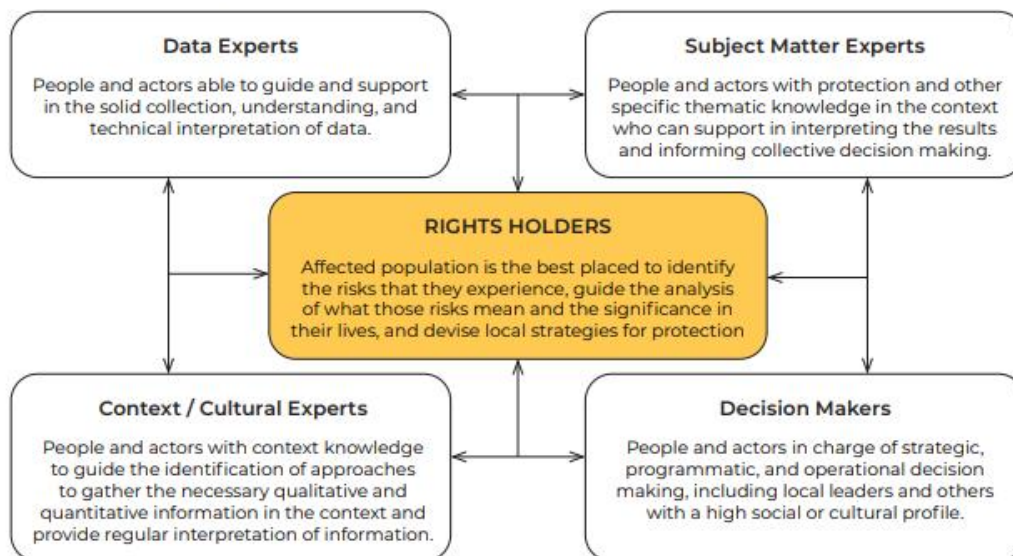 Data Experts
People and actors able to guide and support
in the solid collection, understanding, and
technical interpretation of data.
Subject Matter Experts
People and actors with protection and other
specific thematic knowledge in the context
who can support in interpreting the results
and informing collective decision making.
RIGHTS HOLDERS
Affected population is the best placed to identify
the risks that they experience, guide the analysis
of what those risks mean and the significance in
their lives, and devise local strategies for protection
Context / Cultural Experts
People and actors with context knowledge
to guide the identification of approaches
to gather the necessary qualitative and
quantitative information in the context and
provide regular interpretation of information.
Decision Makers
People and actors in charge of strategic,
programmatic, and operational decision
making, including local leaders and others
with a high social or cultural profile.